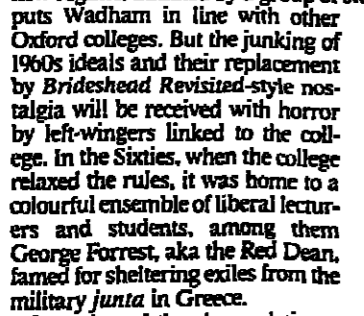 puts Wadham in line with other
Oxford colleges. But the junking of
1960s ideals and their replacement
by Brideshead Revisited-style nos-
talgia will be received with horror
by left-wingers linked to the coll-
ege. In the Sixties, when the college
relaxed the rules, it was home to a
colourful ensemble of liberal lectur-
ers and students, among them
George Forrest, aka the Red Dean,
famed for sheltering exiles from the
military junta in Greece.